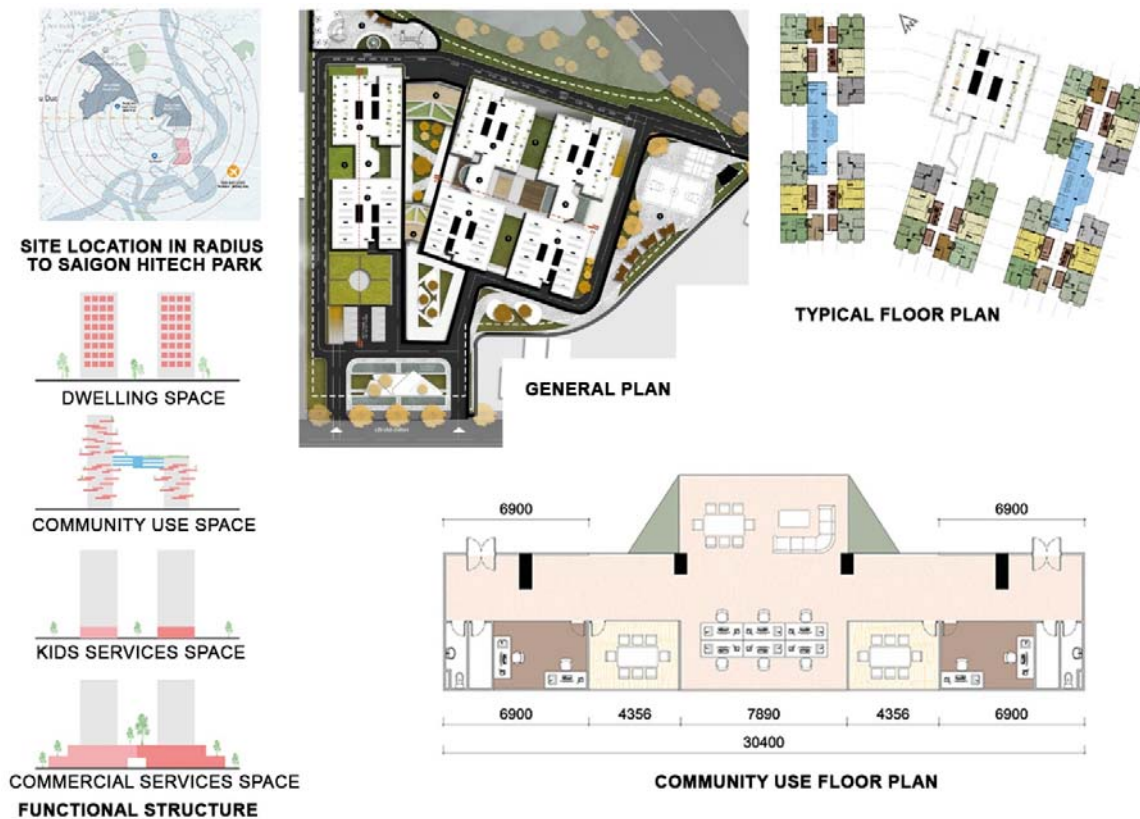 SITE LOCATION IN RADIUS
TO SAIGON HITECH PARK
DWELLING SPACE
COMMUNITY USE SPACE
KIDS SERVICES SPACE
COMMERCIAL SERVICES SPACE
FUNCTIONAL STRUCTURE
GENERAL PLAN
TYPICAL FLOOR PLAN
6900
6900
6900
4356
7890
4356
6900
30400
COMMUNITY USE FLOOR PLAN